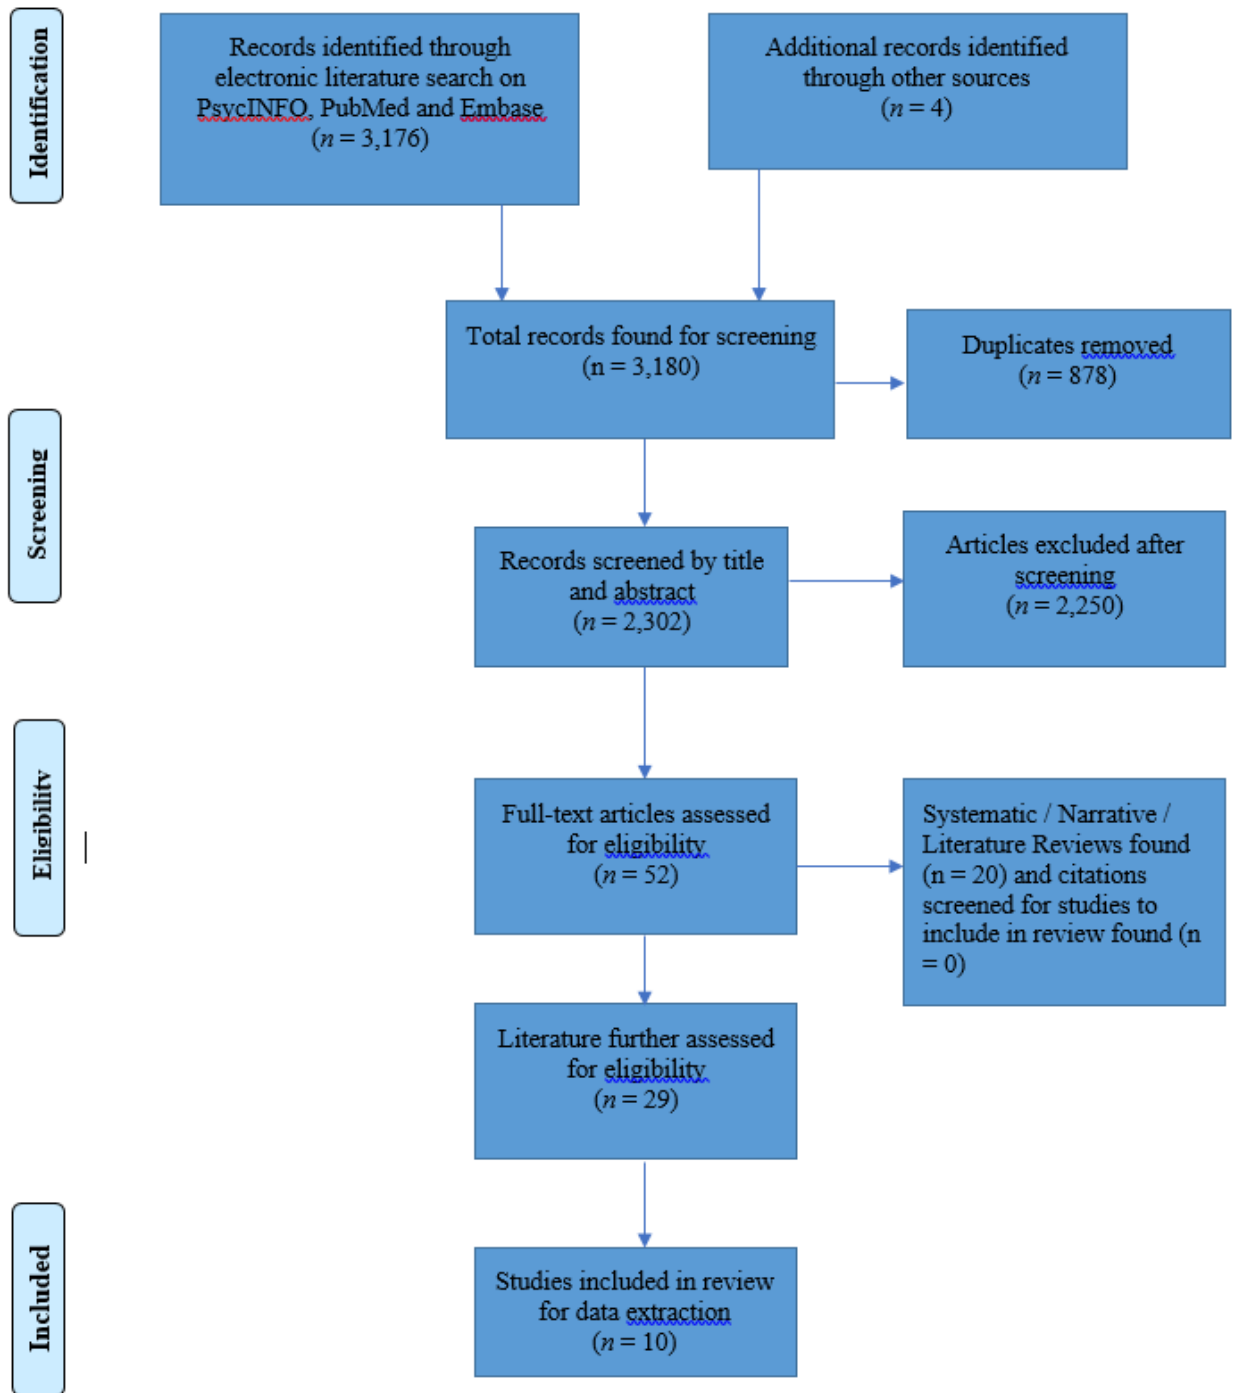 Identification
Records identified through
electronic literature search on
PsycINFO, PubMed and Embase
(n = 3,176)
Additional records identified
through other sources
(n = 4)
Total records found for screening
(n = 3,180)
Duplicates removed
(n = 878)
Screening
Records screened by title
and abstract
(n = 2,302)
Articles excluded after
screening
(n = 2,250)
Eligibility
Full-text articles assessed
for eligibility
(n = 52)
Systematic / Narrative /
Literature Reviews found
(n = 20) and citations
screened for studies to
include in review found (n
= 0)
Literature further assessed
for eligibility
(n = 29)
Included
Studies included in review
for data extraction
(n = 10)